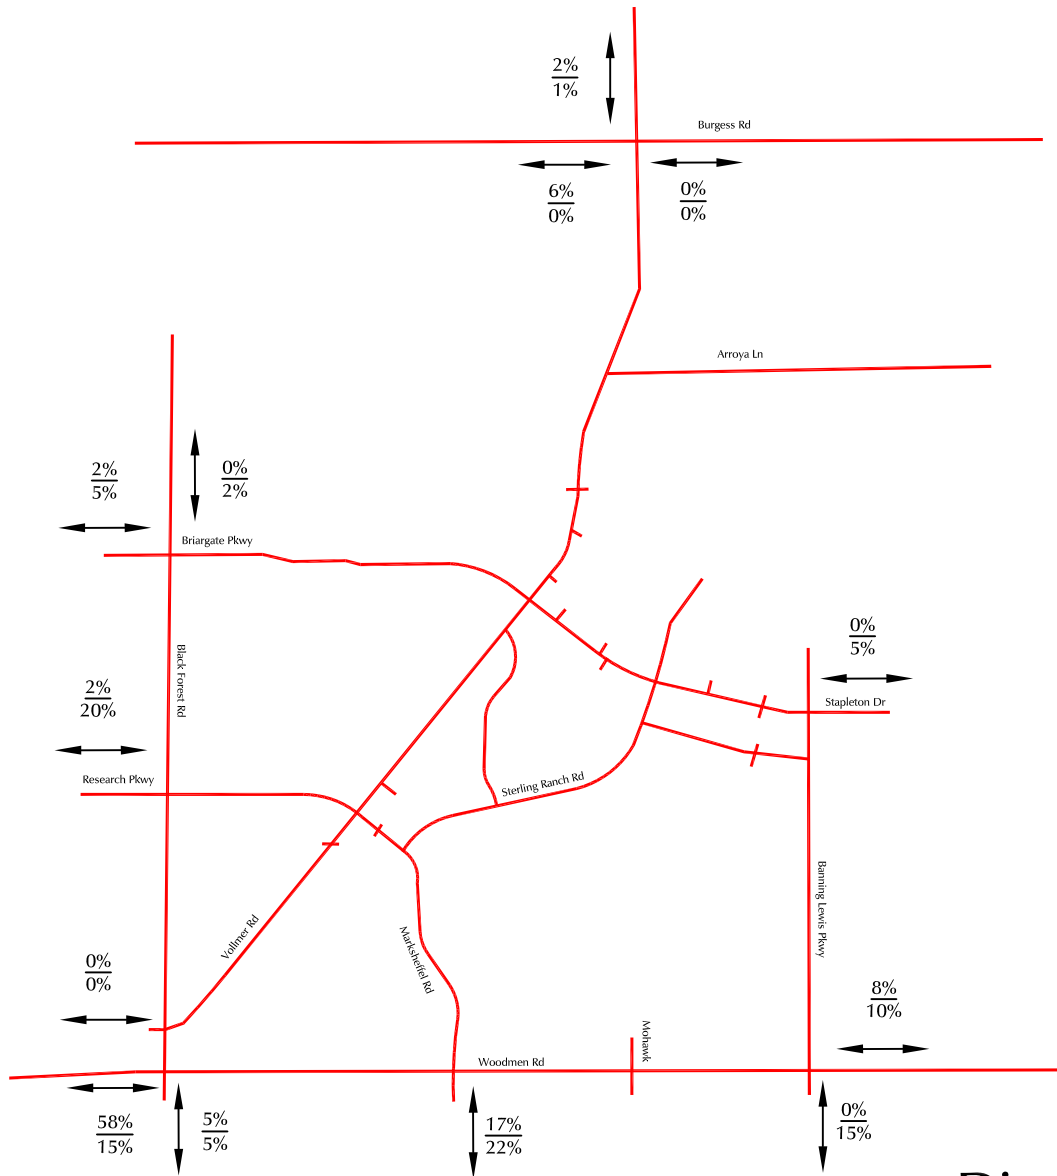 2%
1%
Burgess Rd
6%
0%
0%
0%
Arroya Ln
2%
5%
0%
2%
Briargate Pkwy
Black Forest Rd
0%
5%
Stapleton Dr
2%
20%
Research Pkwy
Sterling Ranch Rd
Banning Lewis Pkwy
Vollmer Rd
Marksheffel Rd
0%
0%
8%
10%
Mohawk
Woodmen Rd
58%
15%
5%
5%
17%
22%
0%
15%